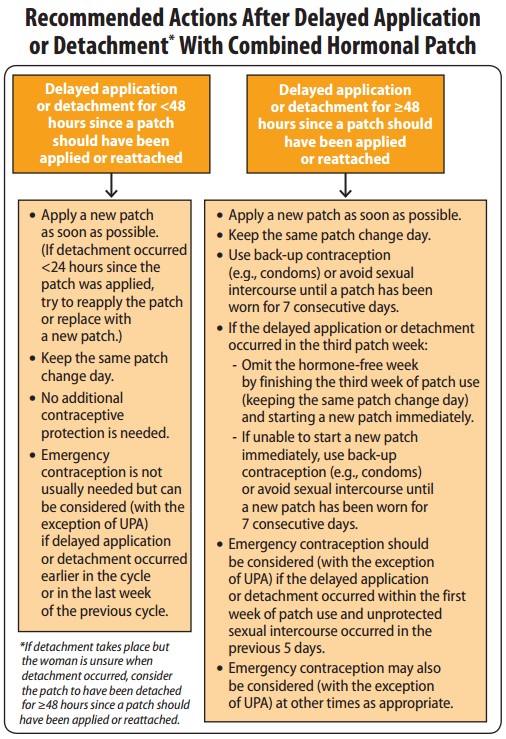 Recommended Actions After Delayed Application
or Detachment* With Combined Hormonal Patch
Delayed application
or detachment for <48
hours since a patch
should have been
applied or reattached
• Apply a new patch
as soon as possible.
(If detachment occurred
<24 hours since the
patch was applied,
try to reapply the patch
or replace with
a new patch.)
• Keep the same patch
change day.
• No additional
contraceptive
protection is needed.
• Emergency
contraception is not
usually needed but can
be considered (with the
exception of UPA)
if delayed application
or detachment occurred
earlier in the cycle
or in the last week
of the previous cycle.
*If detachment takes place but
the woman is unsure when
detachment occurred, consider
the patch to have been detached
for ≥48 hours since a patch should
have been applied or reattached.
Delayed application
or detachment for ≥48
hours since a patch should
have been applied
or reattached
• Apply a new patch as soon as possible.
• Keep the same patch change day.
• Use back-up contraception
(e.g., condoms) or avoid sexual
intercourse until a patch has been
worn for 7 consecutive days.
• If the delayed application or detachment
occurred in the third patch week:
- Omit the hormone-free week
by finishing the third week of patch use
(keeping the same patch change day)
and starting a new patch immediately.
- If unable to start a new patch
immediately, use back-up
contraception (e.g., condoms)
or avoid sexual intercourse until
a new patch has been worn for
7 consecutive days.
• Emergency contraception should
be considered (with the exception
of UPA) if the delayed application
or detachment occurred within the first
week of patch use and unprotected
sexual intercourse occurred in the
previous 5 days.
• Emergency contraception may also
be considered (with the exception
of UPA) at other times as appropriate.